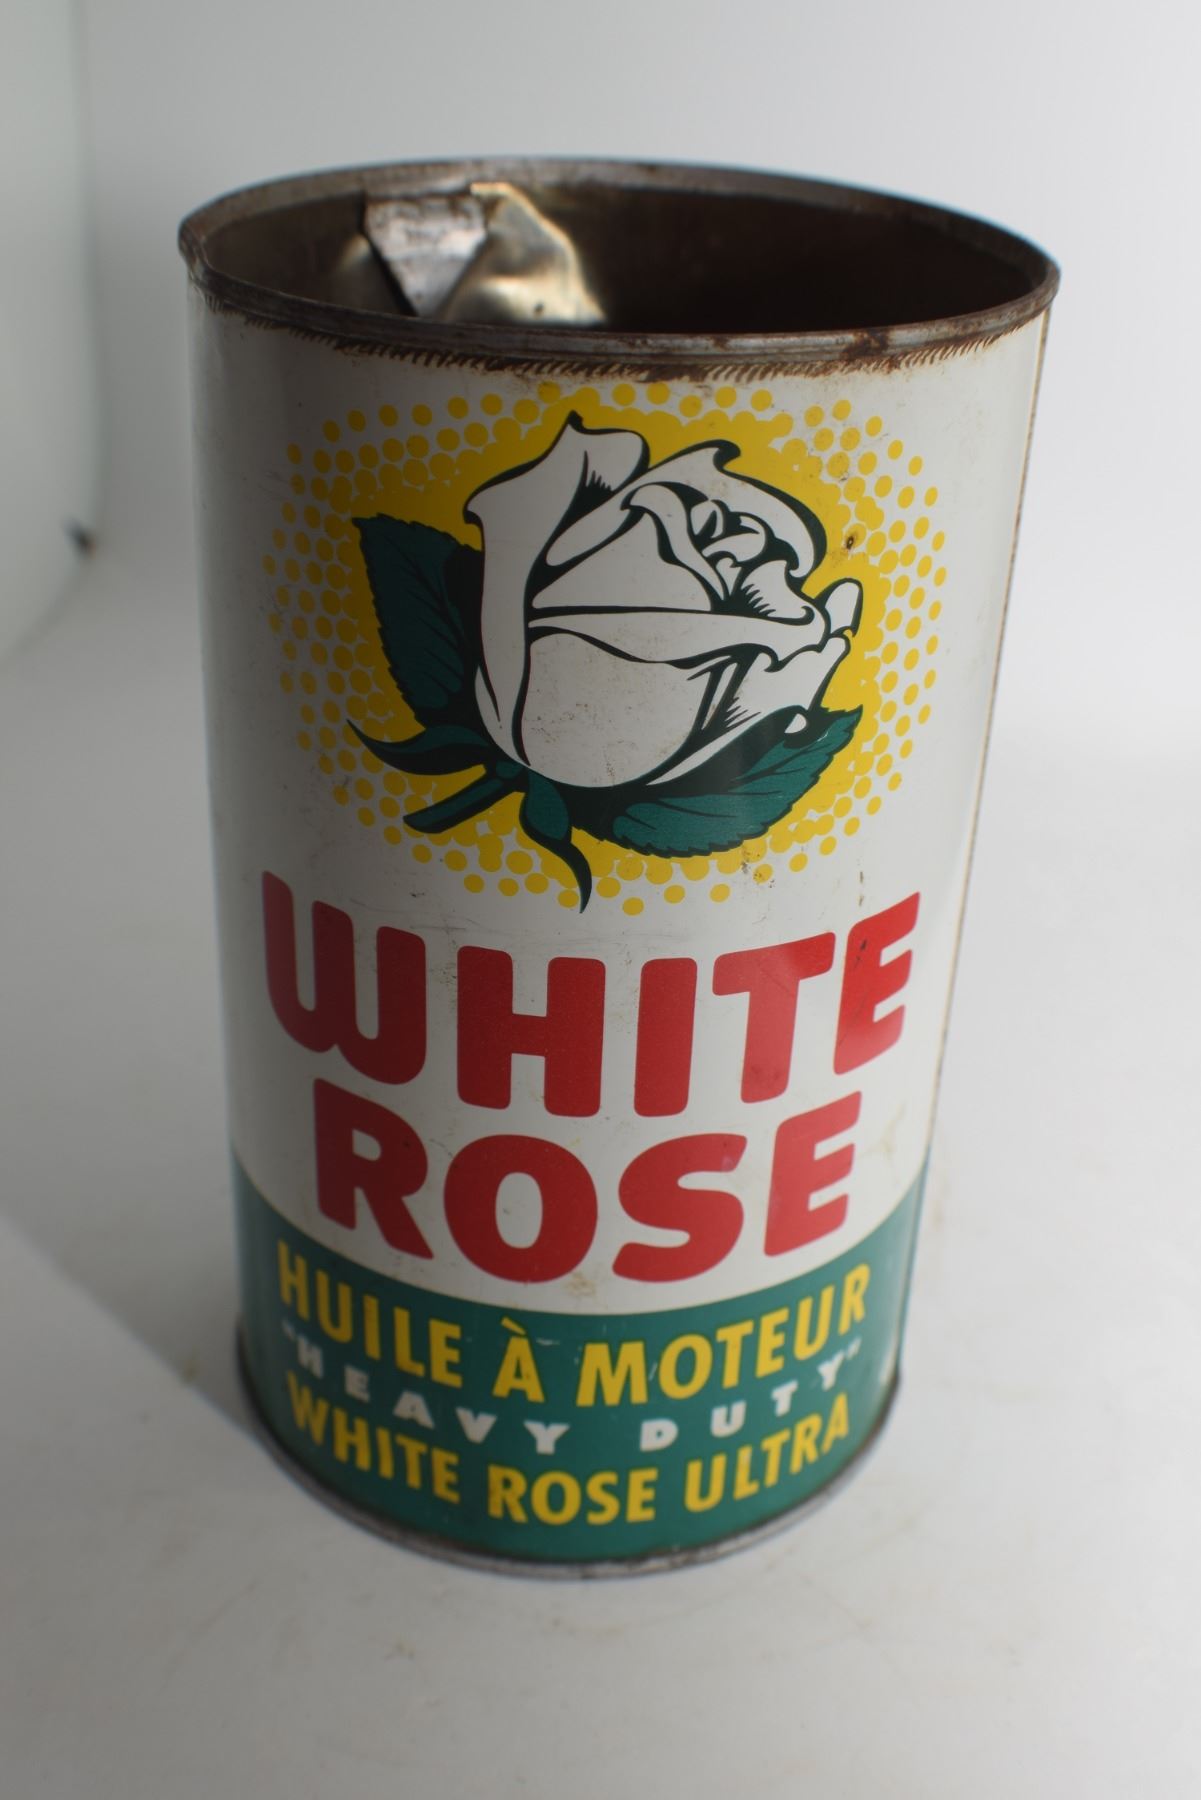 WHITE
ROSE
HUILE À MOTEUR
"HEAVY DUTY"
WHITE ROSE ULTRA